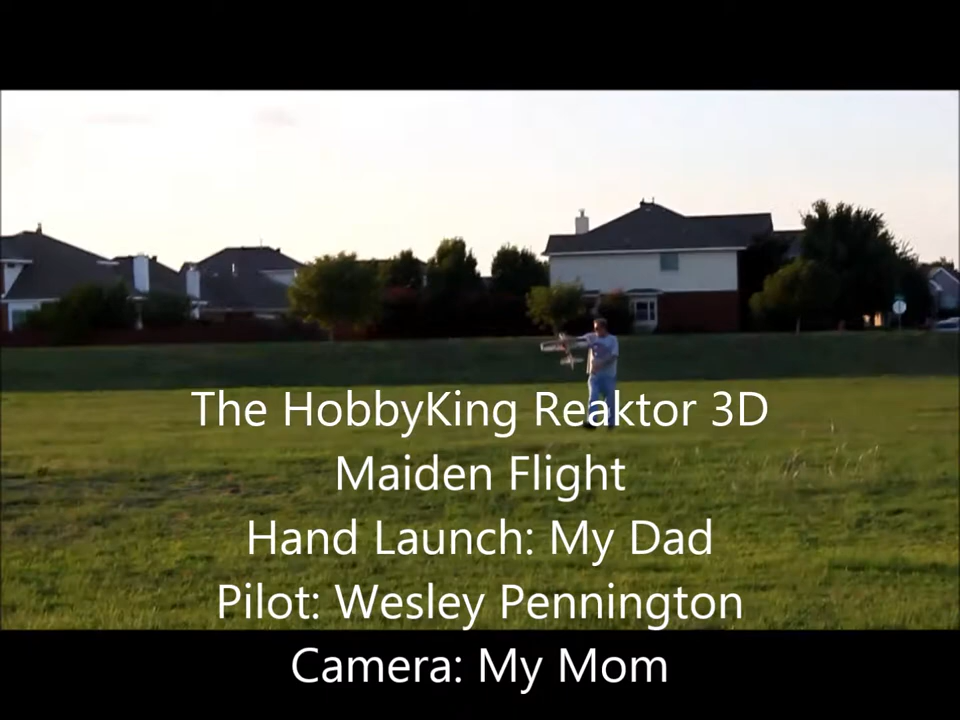 The HobbyKing Reaktor 3D
Maiden Flight
Hand Launch: My Dad
Pilot: Wesley Pennington
Camera: My Mom